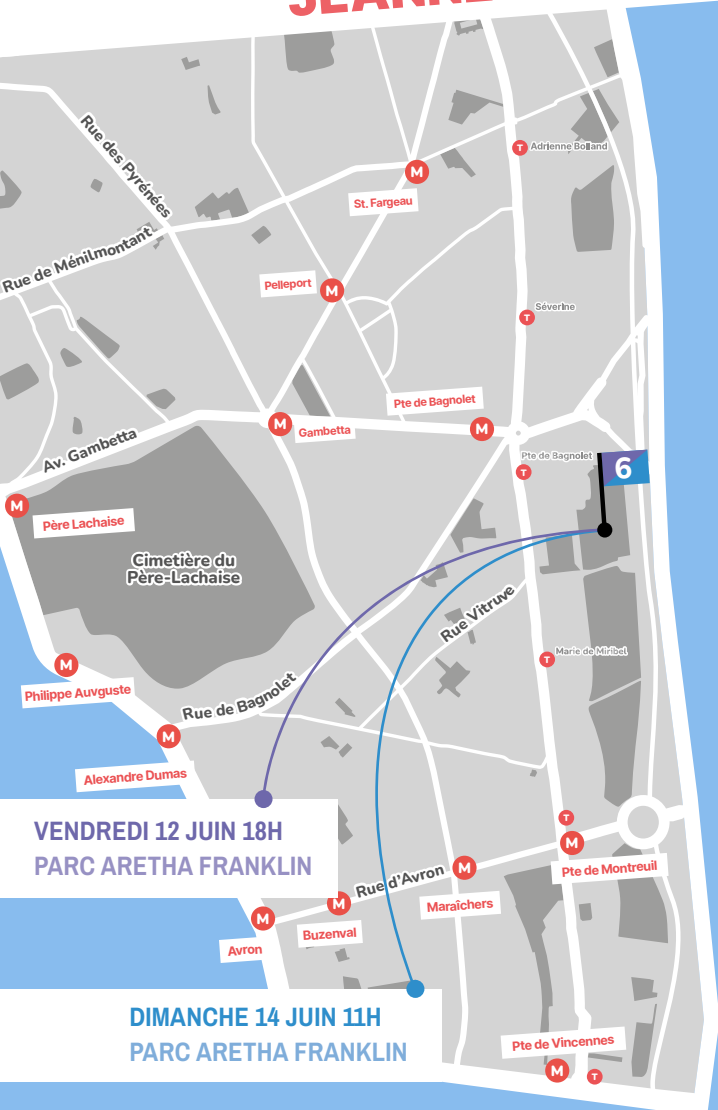 JEANNE
Adrienne Bolland
Rue des Pyrénées
St. Fargeau
Rue de Ménilmontant
Pelleport
Séverine
Pte de Bagnolet
Gambetta
Av. Gambetta
Pte de Bagnolet
6
Père Lachaise
Cimetière du
Père-Lachaise
Rue Vitruve
Marie de Miribel
Philippe Auvguste
Rue de Bagnolet
Alexandre Dumas
VENDREDI 12 JUIN 18H
PARC ARETHA FRANKLIN
Pte de Montreuil
Rue d'Avron
Maraîchers
Buzenval
Avron
DIMANCHE 14 JUIN 11H
PARC ARETHA FRANKLIN
Pte de Vincennes
M
M
M
M
M
M
M
M
M
M
M
M
T
T
T
T
T
T